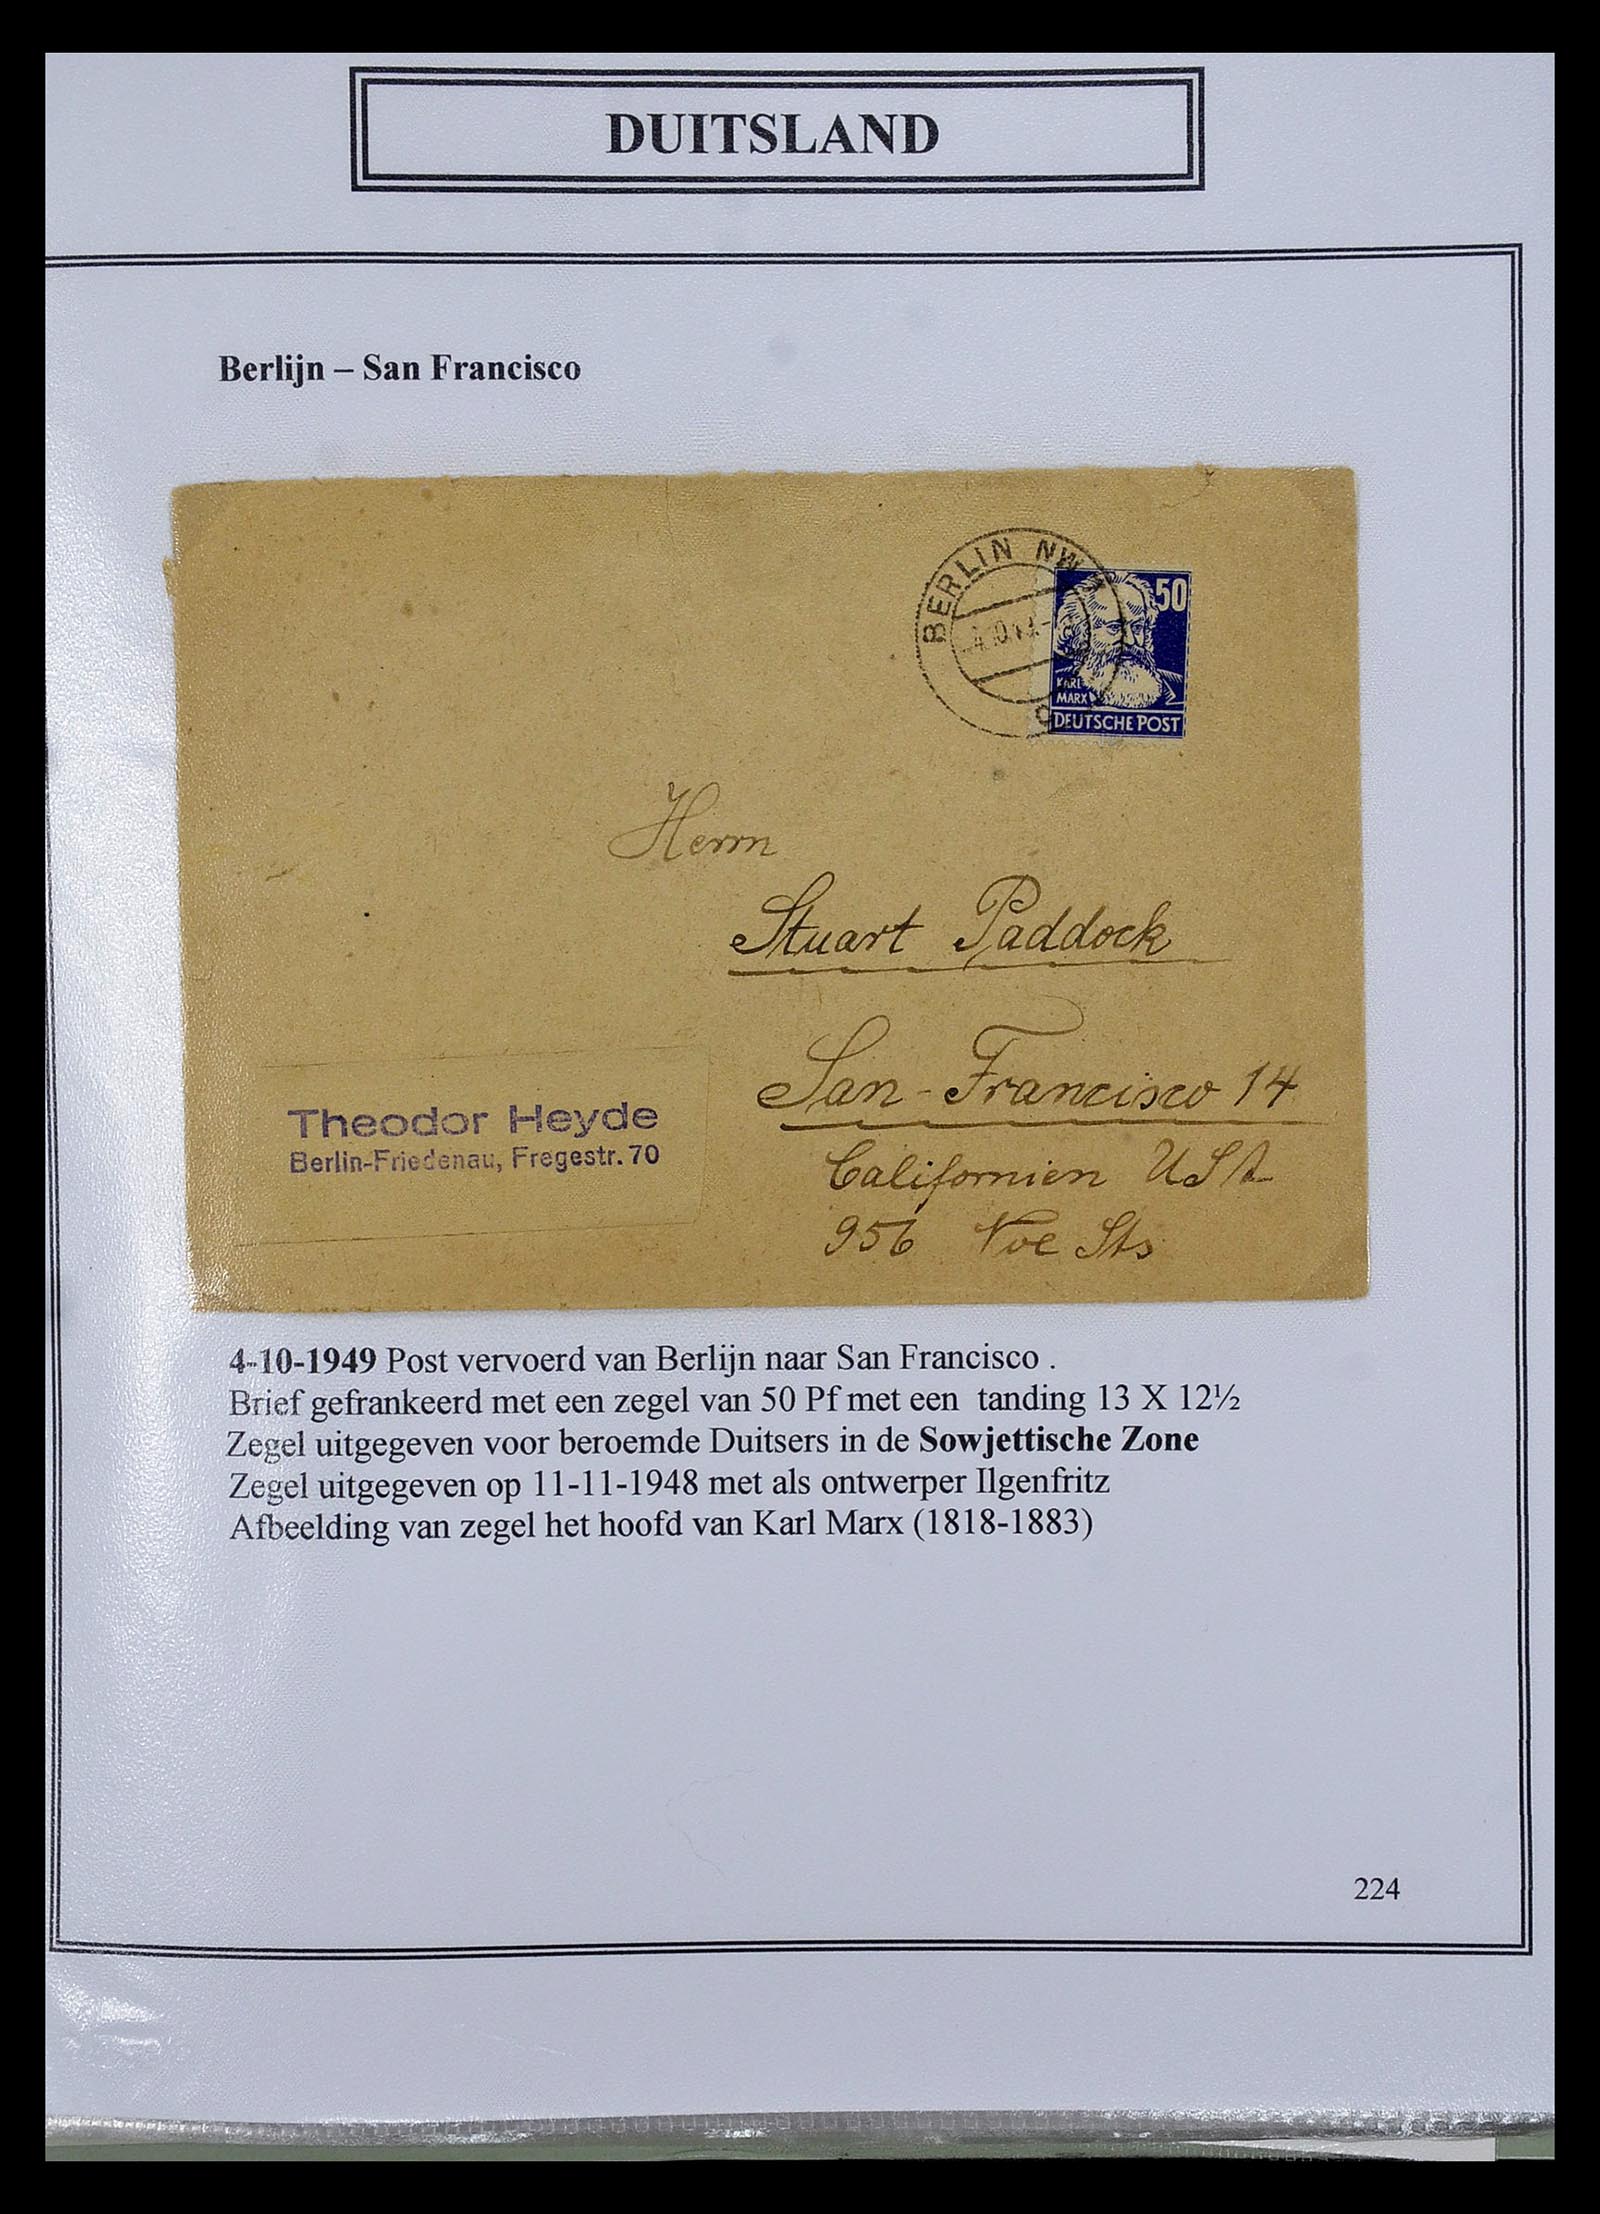 DUITSLAND
Berlijn – San Francisco
BERLIN NW
50
KARL
MARX
DEUTSCHE POST
Herrn
Stuart Paddock
San-Francisco 14
Californien USA
956 Noe Sts
Theodor Heyde
Berlin-Friedenau, Fregestr. 70
4-10-1949 Post vervoerd van Berlijn naar San Francisco .
Brief gefrankeerd met een zegel van 50 Pf met een tanding 13 X 12½
Zegel uitgegeven voor beroemde Duitsers in de Sowjettische Zone
Zegel uitgegeven op 11-11-1948 met als ontwerper Ilgenfritz
Afbeelding van zegel het hoofd van Karl Marx (1818-1883)
224